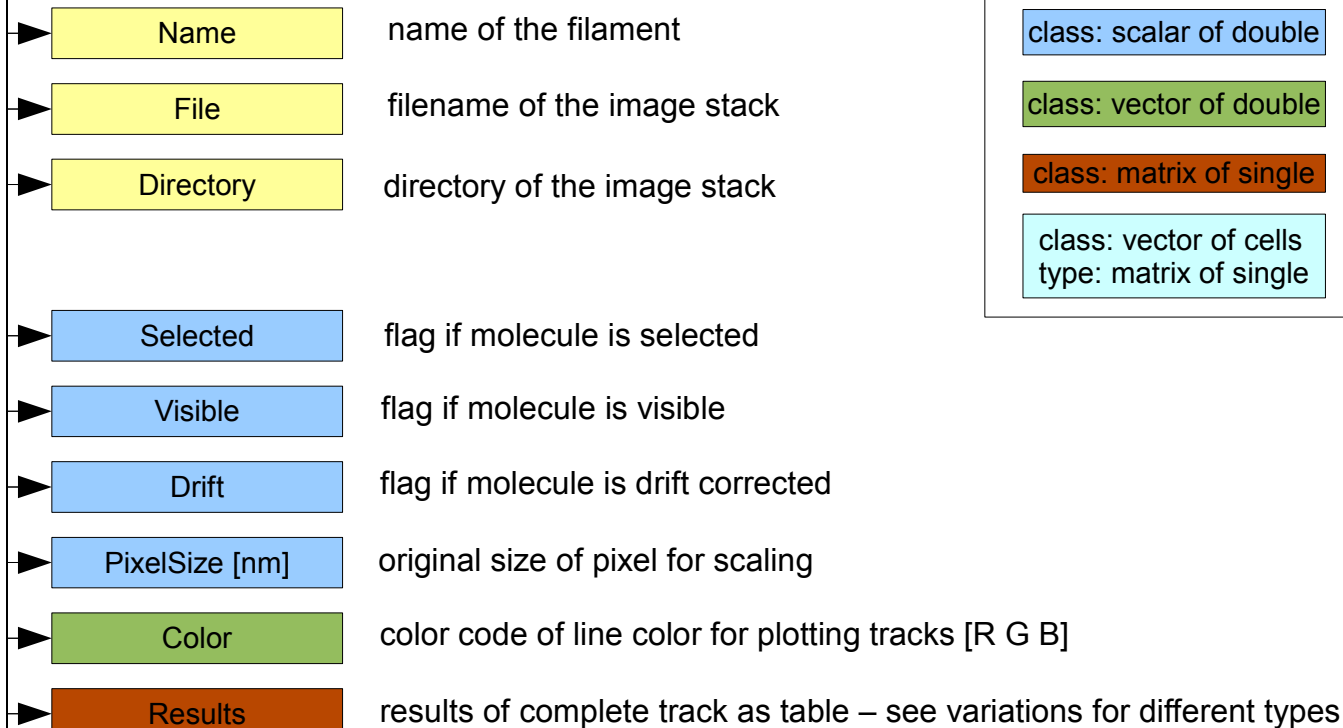 Name
name of the filament
File
filename of the image stack
Directory
directory of the image stack
Selected
flag if molecule is selected
Visible
flag if molecule is visible
Drift
flag if molecule is drift corrected
PixelSize [nm]
original size of pixel for scaling
Color
color code of line color for plotting tracks [R G B]
Results
results of complete track as table – see variations for different types
class: scalar of double
class: vector of double
class: matrix of single
class: vector of cells
type: matrix of single